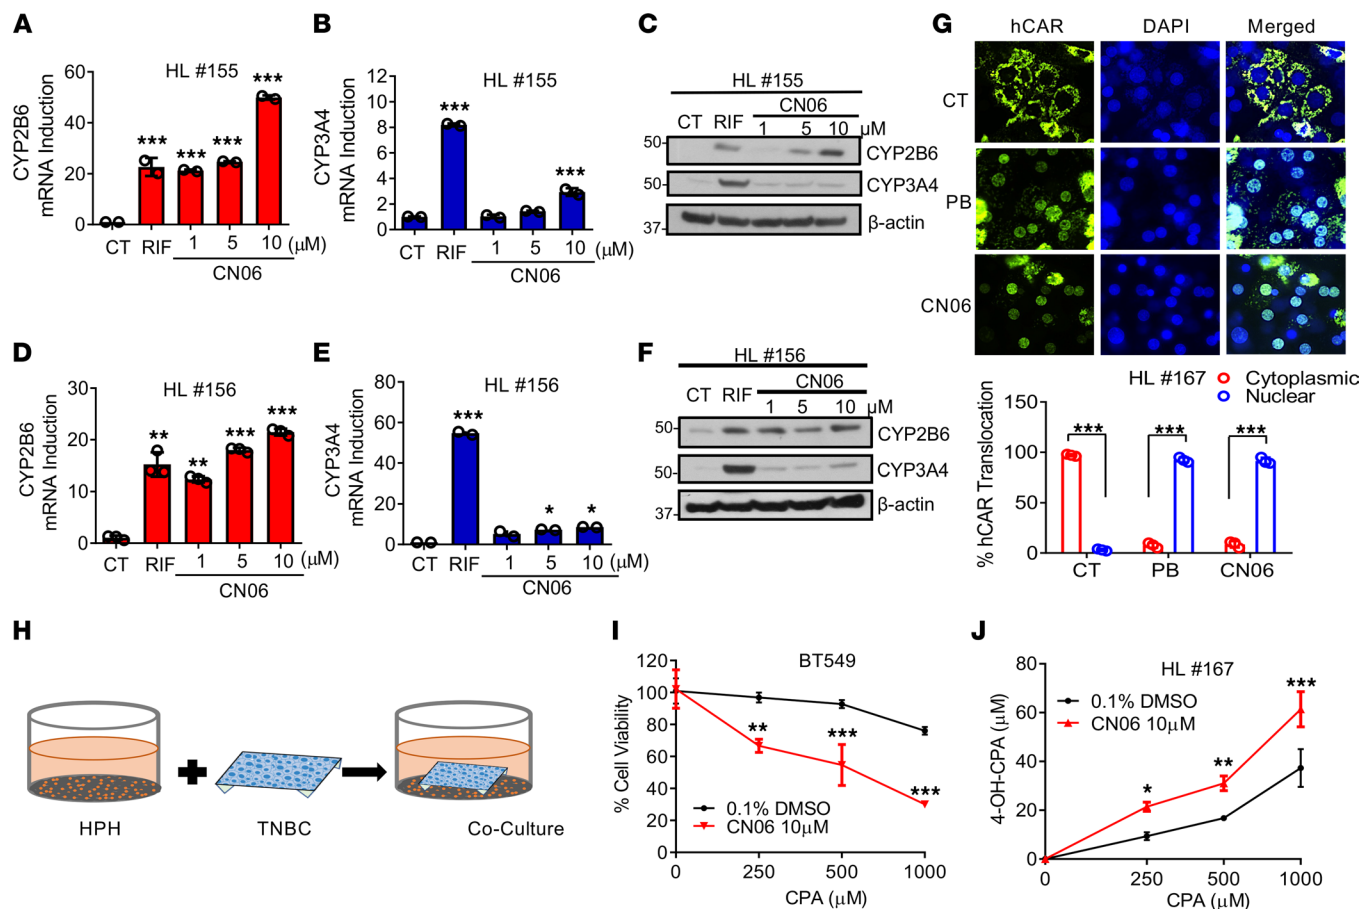 A
HL #155
CYP2B6
mRNA Induction
60
40
20
0
***
***
***
***
CT
RIF
1
5
10
(μM)
CN06
B
HL #155
CYP3A4
mRNA Induction
12
10
8
6
4
2
0
***
***
CT
RIF
1
5
10
(μM)
CN06
C
HL #155
CN06
CT
RIF
1
5
10
μM
50
CYP2B6
50
CYP3A4
37
β-actin
D
HL #156
CYP2B6
mRNA Induction
30
20
10
0
**
**
***
***
CT
RIF
1
5
10
(μM)
CN06
E
HL #156
CYP3A4
mRNA Induction
80
60
40
20
0
***
*
*
CT
RIF
1
5
10
(μM)
CN06
F
HL #156
CN06
CT
RIF
1
5
10
μM
50
CYP2B6
50
CYP3A4
37
β-actin
G
hCAR
DAPI
Merged
CT
PB
CN06
HL #167
Cytoplasmic
Nuclear
% hCAR Translocation
150
100
50
0
***
***
***
CT
PB
CN06
H
HPH
TNBC
Co-Culture
I
BT549
% Cell Viability
120
100
80
60
40
20
0
**
***
***
0.1% DMSO
CN06 10μM
0
250
500
1000
CPA (μM)
J
HL #167
4-OH-CPA (μM)
80
60
40
20
0
0.1% DMSO
CN06 10μM
*
**
***
0
250
500
1000
CPA (μM)